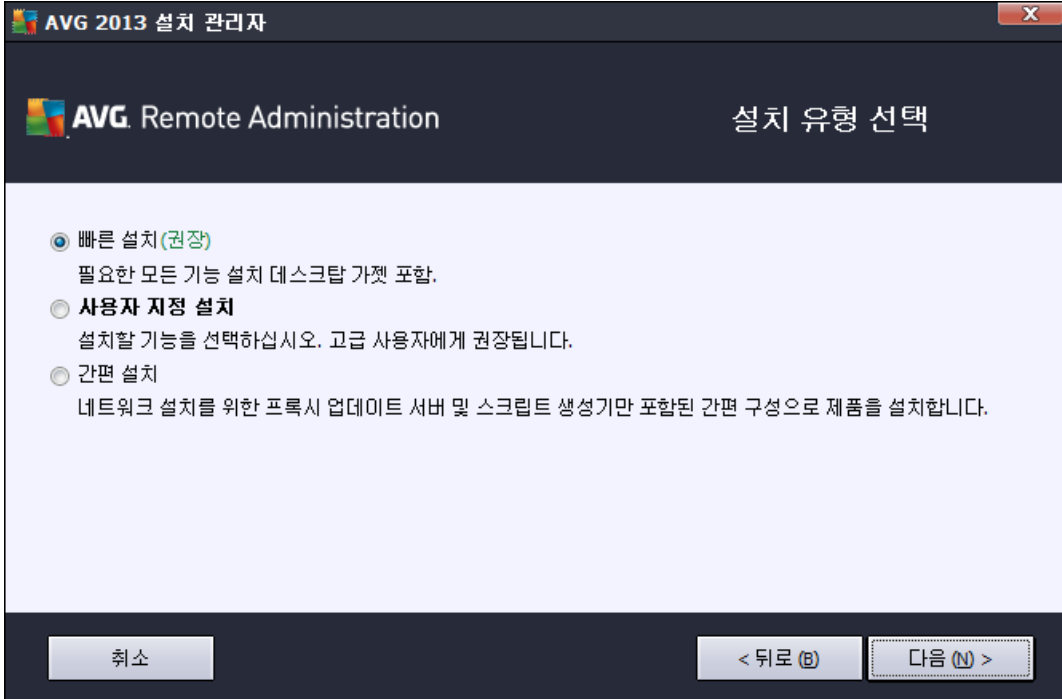 AVG 2013 설치 관리자
AVG. Remote Administration
설치 유형 선택
빠른 설치(권장)
필요한 모든 기능 설치 데스크탑 가젯 포함.
사용자 지정 설치
설치할 기능을 선택하십시오. 고급 사용자에게 권장됩니다.
간편 설치
네트워크 설치를 위한 프록시 업데이트 서버 및 스크립트 생성기만 포함된 간편 구성으로 제품을 설치합니다.
취소
< 뒤로(B)
다음(N) >